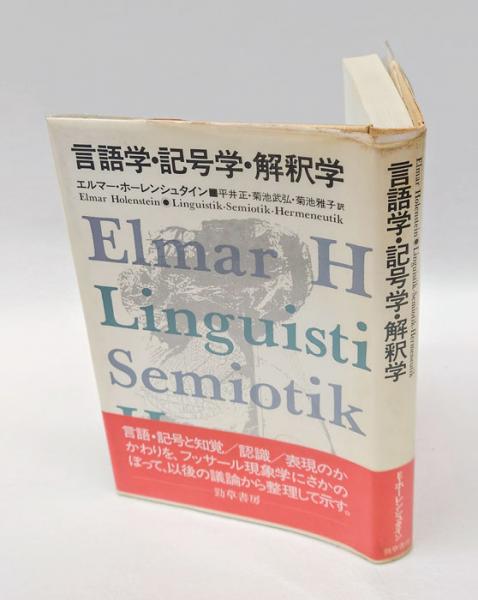 言語学・記号学・解釈学
エルマー・ホーレンシュタイン■平井正・菊池武弘・菊池雅子訳
Elmar Holenstein●Linguistik-Semiotik-Hermeneutik
Elmar H
Linguisti
Semiotik
言語・記号と知覚／認識／表現のか
かわりを、フッサール現象学にさかの
ぼって、以後の議論から整理して示す。
勁草書房
Elmar Holenstein●Linguistik-Semiotik-Hermeneutik
言語学・記号学・解釈学
E・ホーレンシュタイン
勁草書房